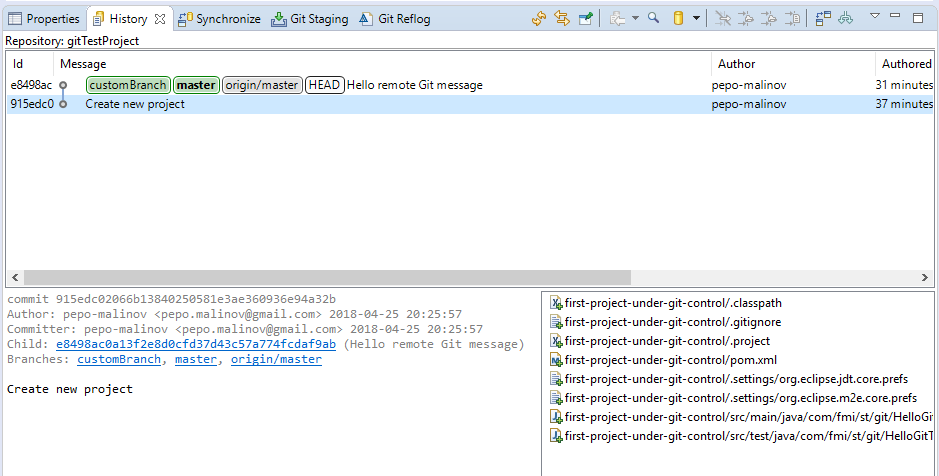 Properties History Synchronize Git Staging Git Reflog
Repository: gitTestProject
Id Message Author Authored
e8498ac customBranch master origin/master HEAD Hello remote Git message pepo-malinov 31 minutes
915edc0 Create new project pepo-malinov 37 minutes
commit 915edc02066b13840250581e3ae360936e94a32b
Author: pepo-malinov <pepo.malinov@gmail.com> 2018-04-25 20:25:57
Committer: pepo-malinov <pepo.malinov@gmail.com> 2018-04-25 20:25:57
Child: e8498ac0a13f2e8d0cfd37d43c57a774fcdaf9ab (Hello remote Git message)
Branches: customBranch, master, origin/master
Create new project
first-project-under-git-control/.classpath
first-project-under-git-control/.gitignore
first-project-under-git-control/.project
first-project-under-git-control/pom.xml
first-project-under-git-control/.settings/org.eclipse.jdt.core.prefs
first-project-under-git-control/.settings/org.eclipse.m2e.core.prefs
first-project-under-git-control/src/main/java/com/fmi/st/git/HelloGi
first-project-under-git-control/src/test/java/com/fmi/st/git/HelloGitT